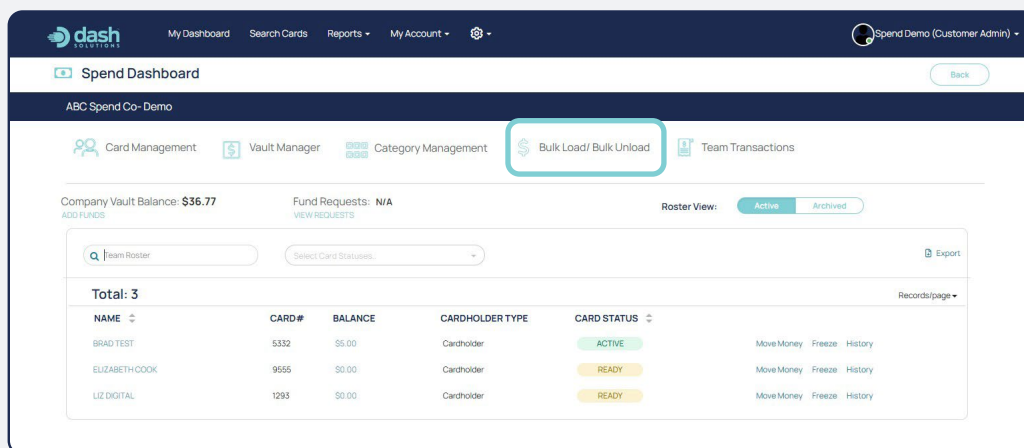 dash
SOLUTIONS
My Dashboard Search Cards Reports My Account Spend Demo (Customer Admin)
Spend Dashboard Back
ABC Spend Co- Demo
Card Management Vault Manager Category Management Bulk Load/ Bulk Unload Team Transactions
Company Vault Balance: $36.77 Fund Requests: N/A Roster View: Active Archived
ADD FUNDS VIEW REQUESTS
Team Roster Select Card Statuses.. Export
Total: 3 Records/page
NAME CARD# BALANCE CARDHOLDER TYPE CARD STATUS
BRAD TEST 5332 $5.00 Cardholder ACTIVE Move Money Freeze History
ELIZABETH COOK 9555 $0.00 Cardholder READY Move Money Freeze History
LIZ DIGITAL 1293 $0.00 Cardholder READY Move Money Freeze History